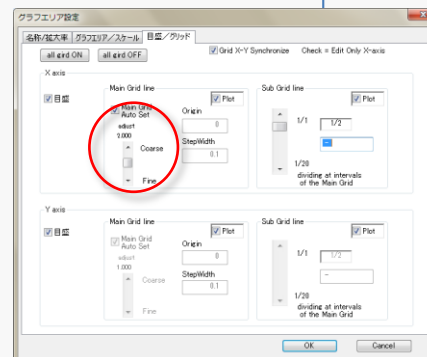 グラフエリア設定
名称/拡大率 グラフエリア/スケール 目盛/グリッド
all gird ON all gird OFF Grid X-Y Synchronize Check = Edit Only X-axis
X axis
目盛
Main Grid line
Plot
Main Grid
Auto Set
adjust
2.000
Coarse
Fine
Origin
0
StepWidth
0.1
Sub Grid line
Plot
1/1 1/2
-
1/20
dividing at intervals
of the Main Grid
Y axis
目盛
Main Grid line
Plot
Main Grid
Auto Set
adjust
1.000
Coarse
Fine
Origin
0
StepWidth
0.1
Sub Grid line
Plot
1/1 1/2
-
1/20
dividing at intervals
of the Main Grid
OK Cancel